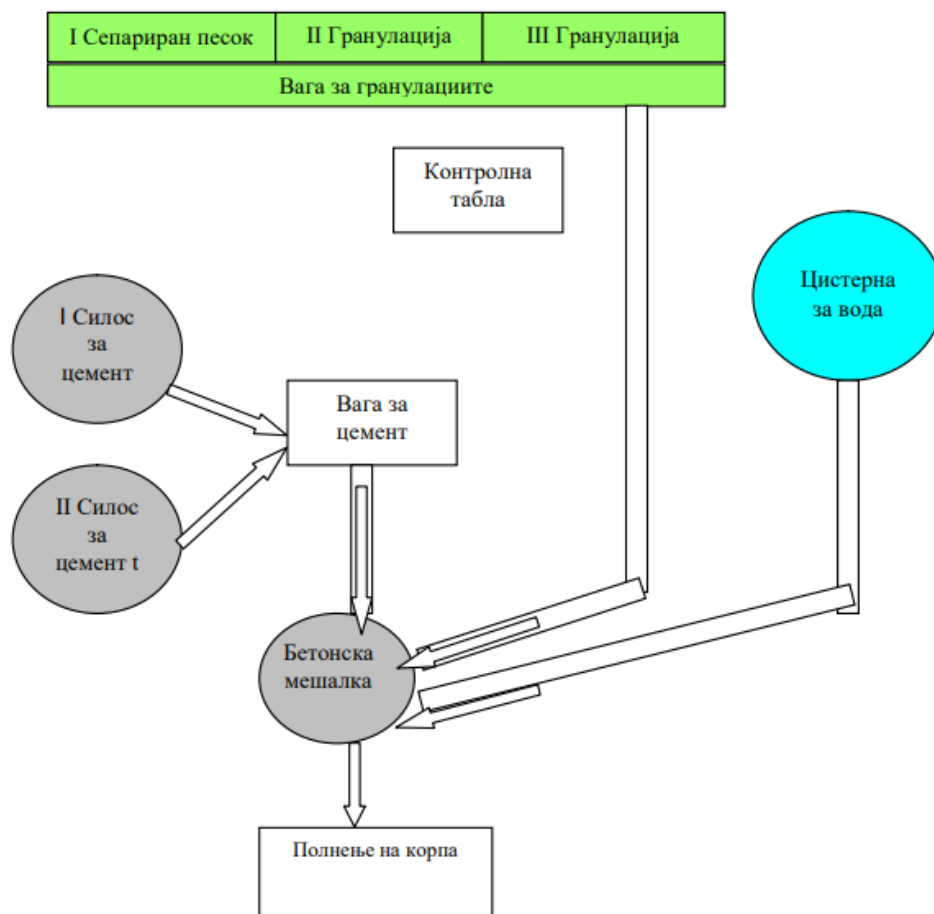 I Сепариран песок
II Гранулација
III Гранулација
Вага за гранулациите
Контролна
табла
Цистерна
за вода
I Силос
за
цемент
Вага за
цемент
II Силос
за
цемент t
Бетонска
мешалка
Полнење на корпа